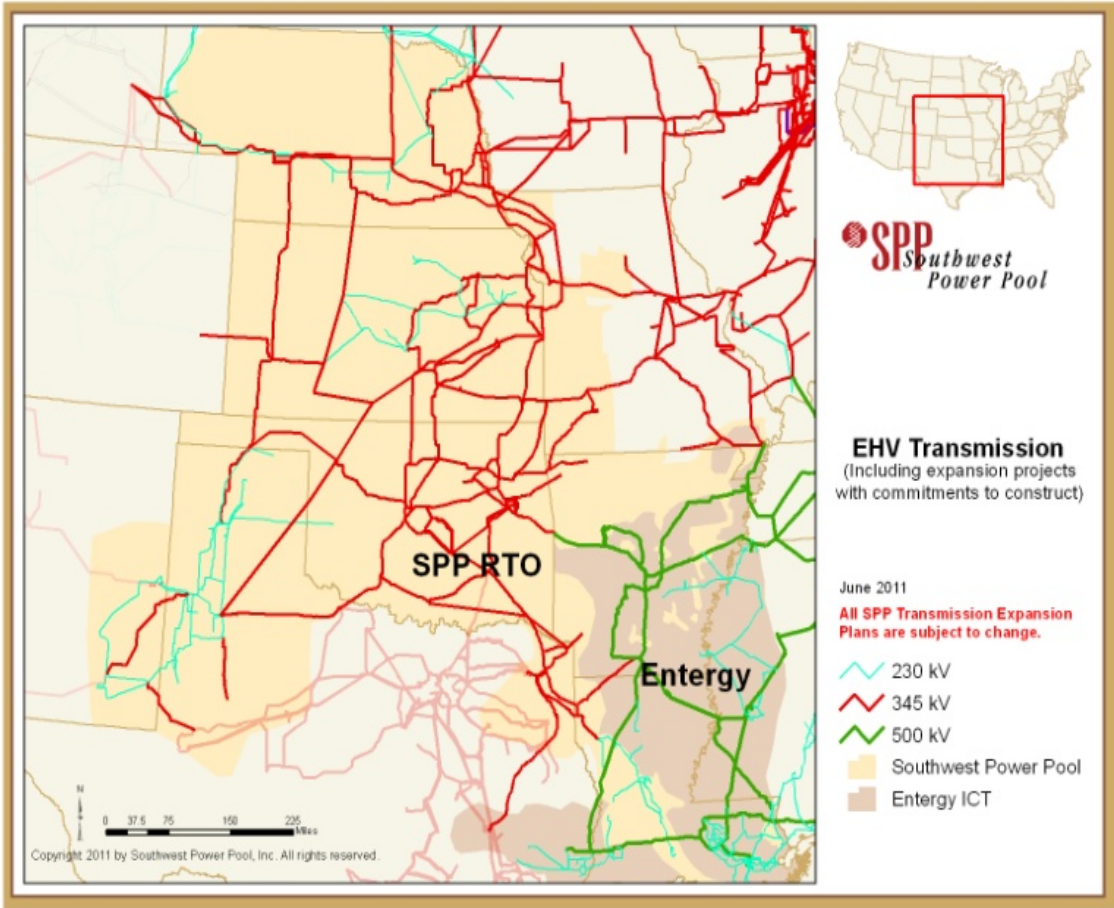 SPP
Southwest
Power Pool
EHV Transmission
(Including expansion projects
with commitments to construct)
SPP RTO
Entergy
June 2011
All SPP Transmission Expansion
Plans are subject to change.
230 kV
345 kV
500 kV
Southwest Power Pool
Entergy ICT
N
0 37.5 75 150 225
Miles
Copyright 2011 by Southwest Power Pool, Inc. All rights reserved.